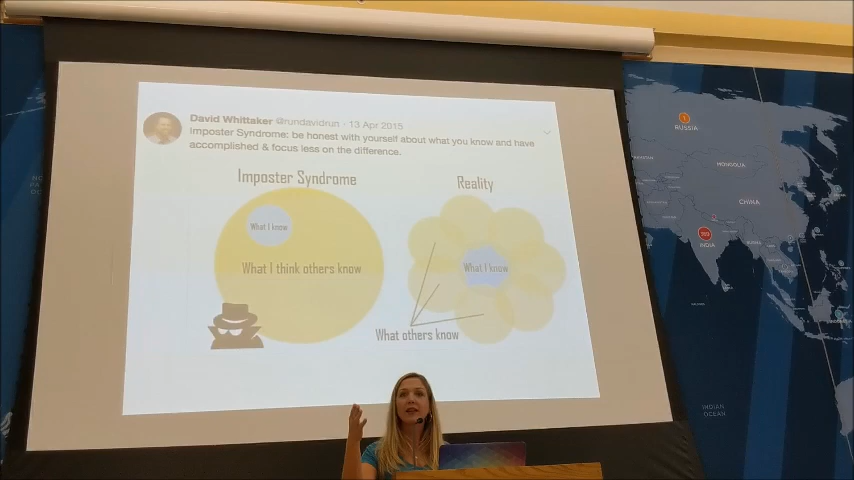 David Whittaker @rundavidrun · 13 Apr 2015
Imposter Syndrome: be honest with yourself about what you know and have
accomplished & focus less on the difference.
Imposter Syndrome
Reality
What I know
What I think others know
What I know
What others know
1
RUSSIA
MONGOLIA
CHINA
INDIA
INDIAN
OCEAN